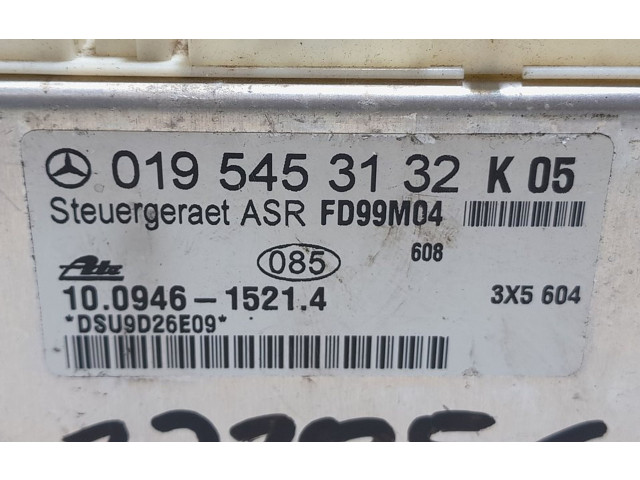 019 545 31 32 K 05
Steuergeraet ASR FD99M04
Ate 085 608
10.0946-1521.4 3X5 604
*DSU9D26E09*